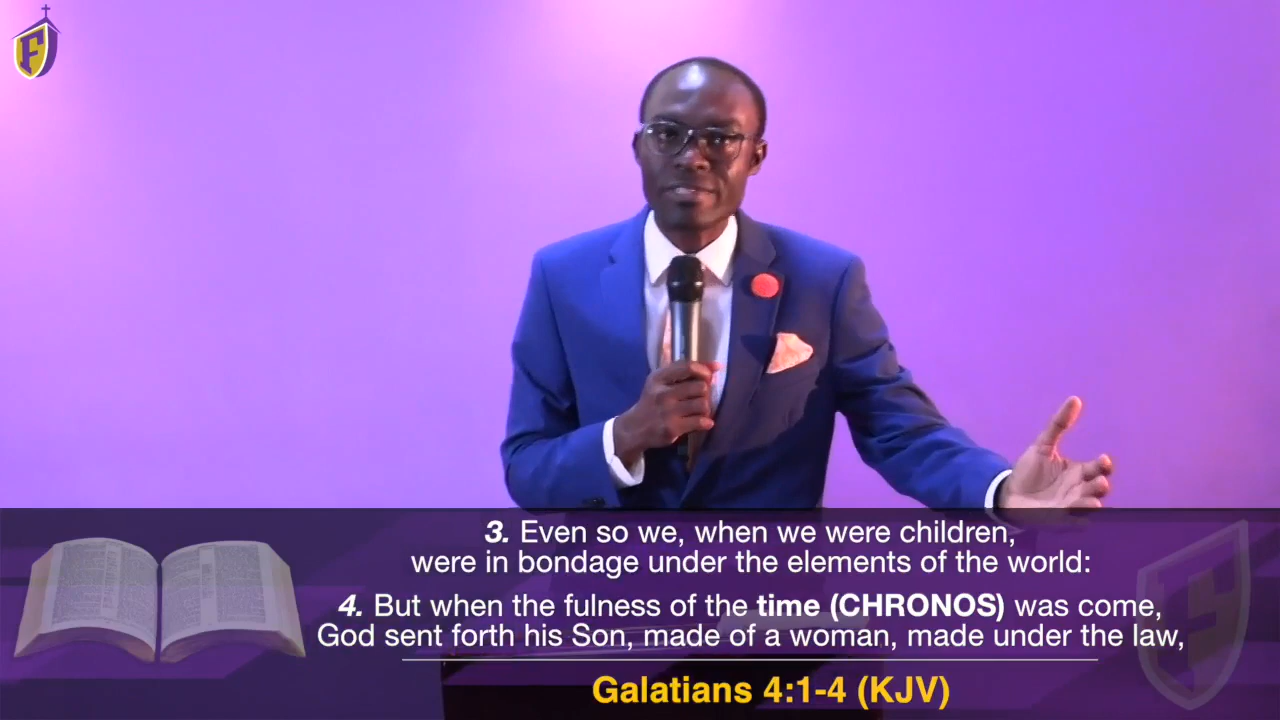 F
3. Even so we, when we were children,
were in bondage under the elements of the world:
4. But when the fulness of the time (CHRONOS) was come,
God sent forth his Son, made of a woman, made under the law,
Galatians 4:1-4 (KJV)
F